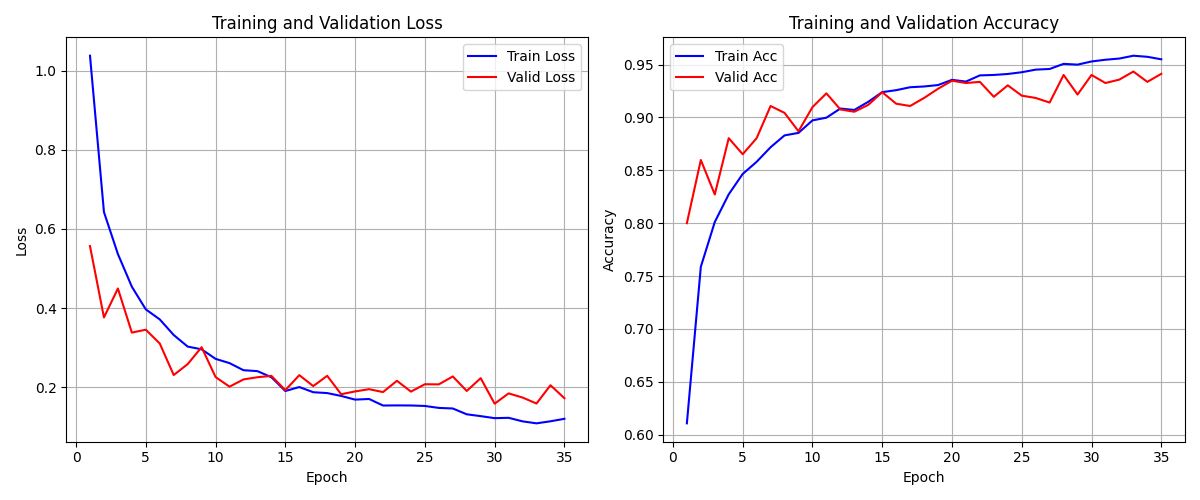 Training and Validation Loss
Train Loss
Valid Loss
1.0
0.8
0.6
0.4
0.2
Loss
0 5 10 15 20 25 30 35
Epoch
Training and Validation Accuracy
Train Acc
Valid Acc
0.95
0.90
0.85
0.80
0.75
0.70
0.65
0.60
Accuracy
0 5 10 15 20 25 30 35
Epoch